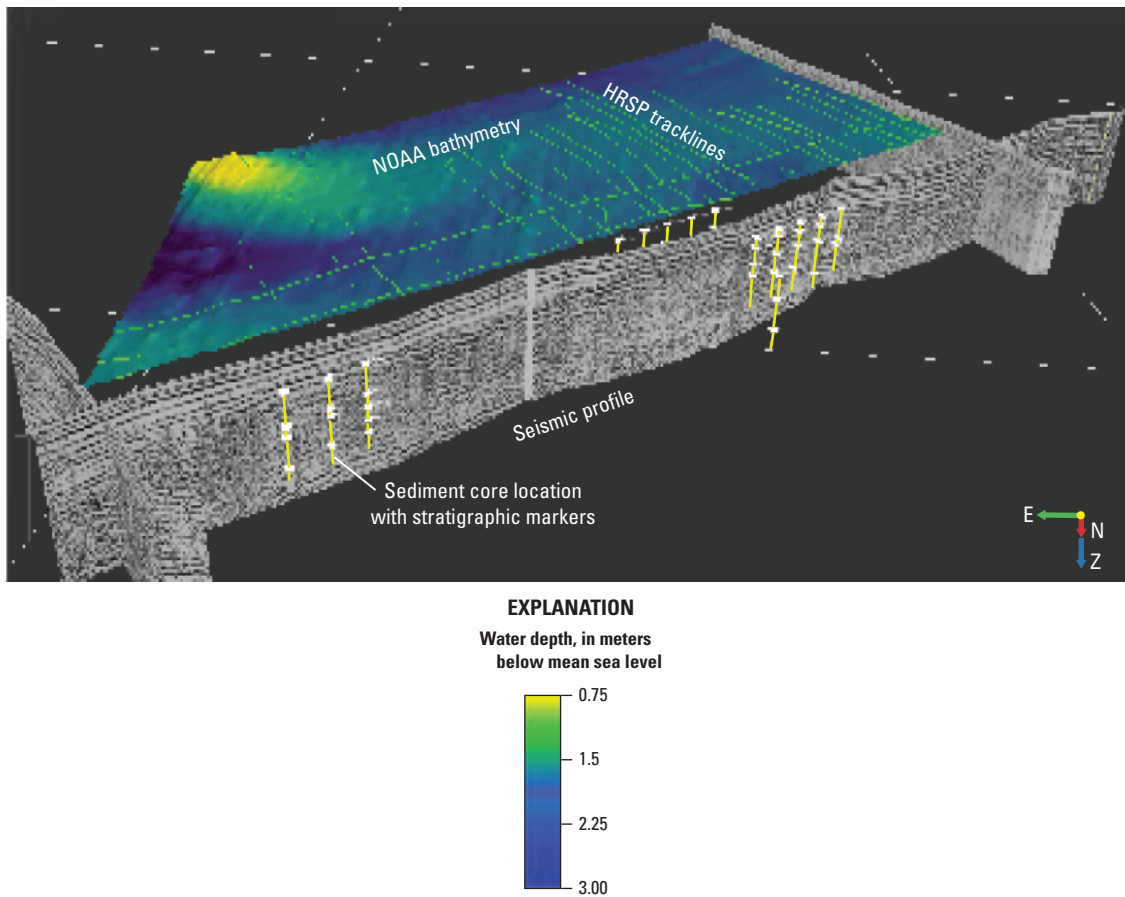 NOAA bathymetry
HRSP tracklines
Seismic profile
Sediment core location
with stratigraphic markers
E
N
Z
EXPLANATION
Water depth, in meters
below mean sea level
0.75
1.5
2.25
3.00